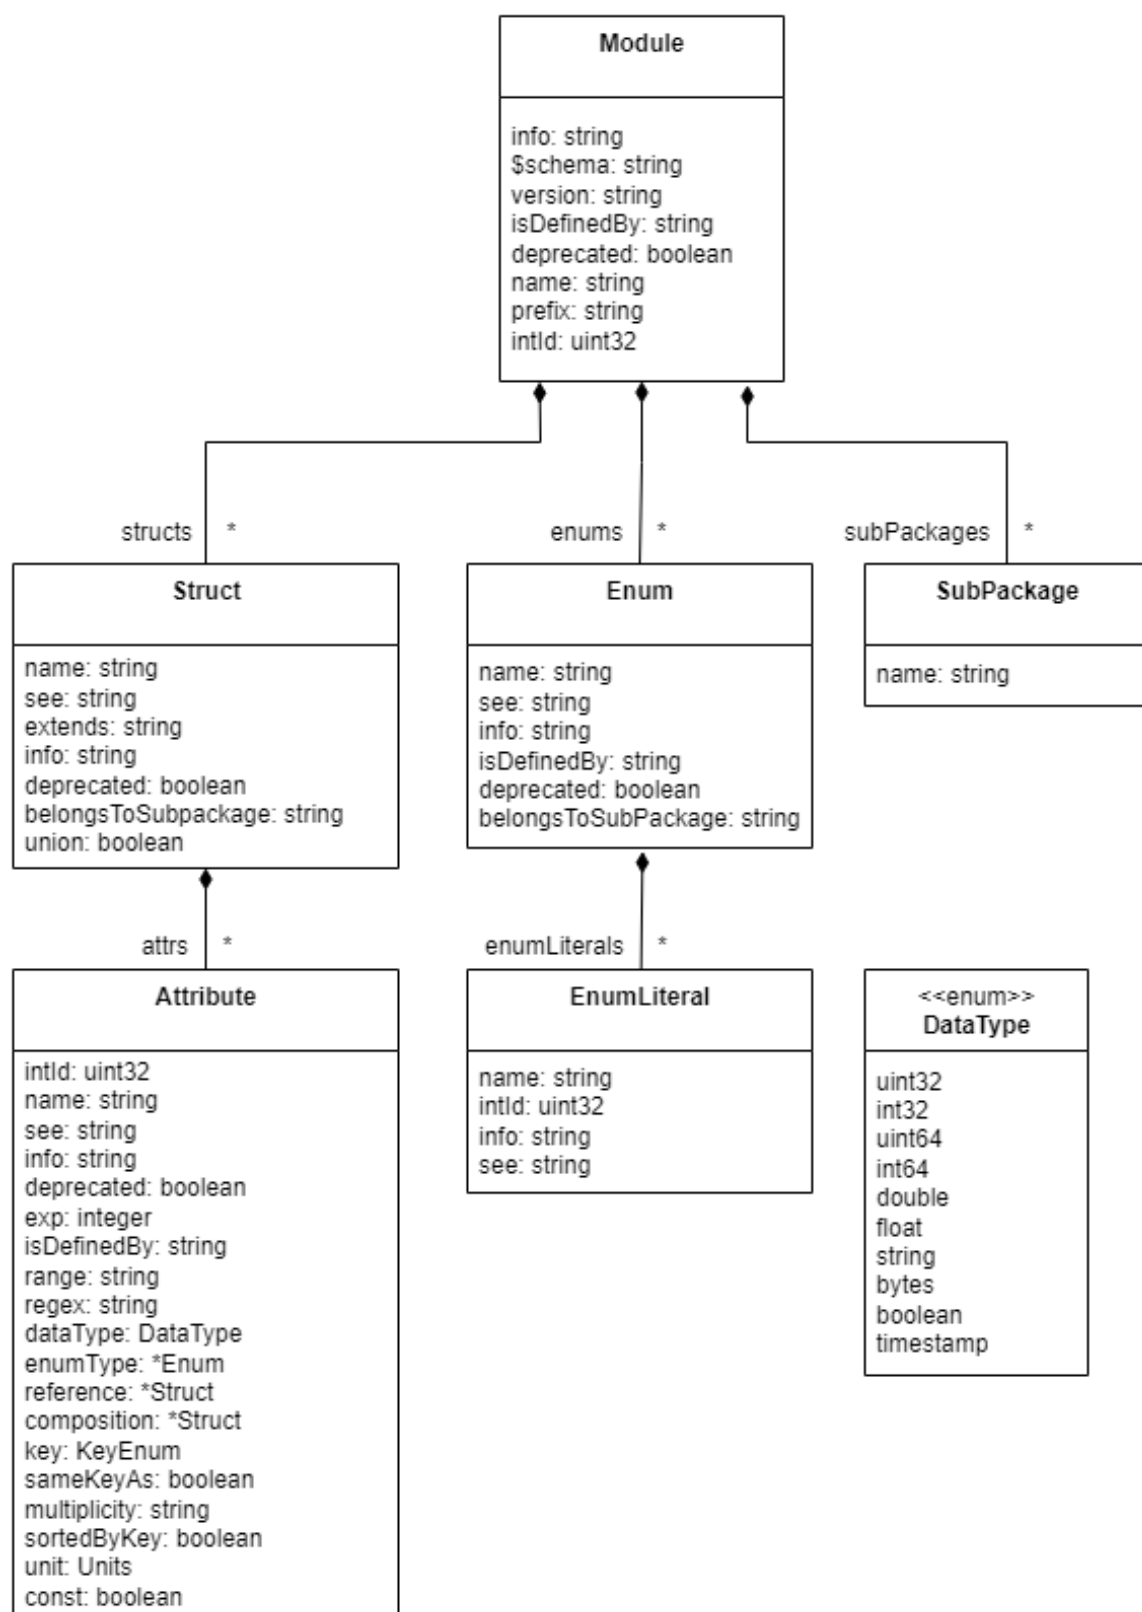 Module
info: string
$schema: string
version: string
isDefinedBy: string
deprecated: boolean
name: string
prefix: string
intId: uint32
structs *
enums *
subPackages *
Struct
name: string
see: string
extends: string
info: string
deprecated: boolean
belongsToSubpackage: string
union: boolean
Enum
name: string
see: string
info: string
isDefinedBy: string
deprecated: boolean
belongsToSubPackage: string
SubPackage
name: string
attrs *
enumLiterals *
Attribute
intId: uint32
name: string
see: string
info: string
deprecated: boolean
exp: integer
isDefinedBy: string
range: string
regex: string
dataType: DataType
enumType: *Enum
reference: *Struct
composition: *Struct
key: KeyEnum
sameKeyAs: boolean
multiplicity: string
sortedByKey: boolean
unit: Units
const: boolean
EnumLiteral
name: string
intId: uint32
info: string
see: string
<<enum>>
DataType
uint32
int32
uint64
int64
double
float
string
bytes
boolean
timestamp